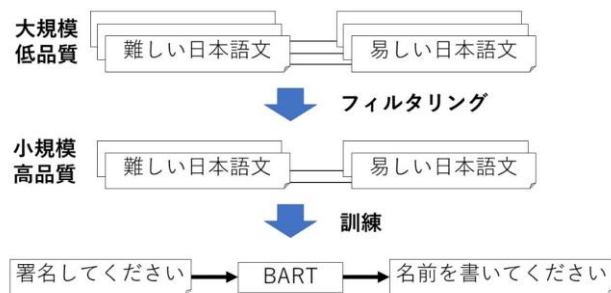 大規模
低品質
難しい日本語文
易しい日本語文
フィルタリング
小規模
高品質
難しい日本語文
易しい日本語文
訓練
署名してください
BART
名前を書いてください